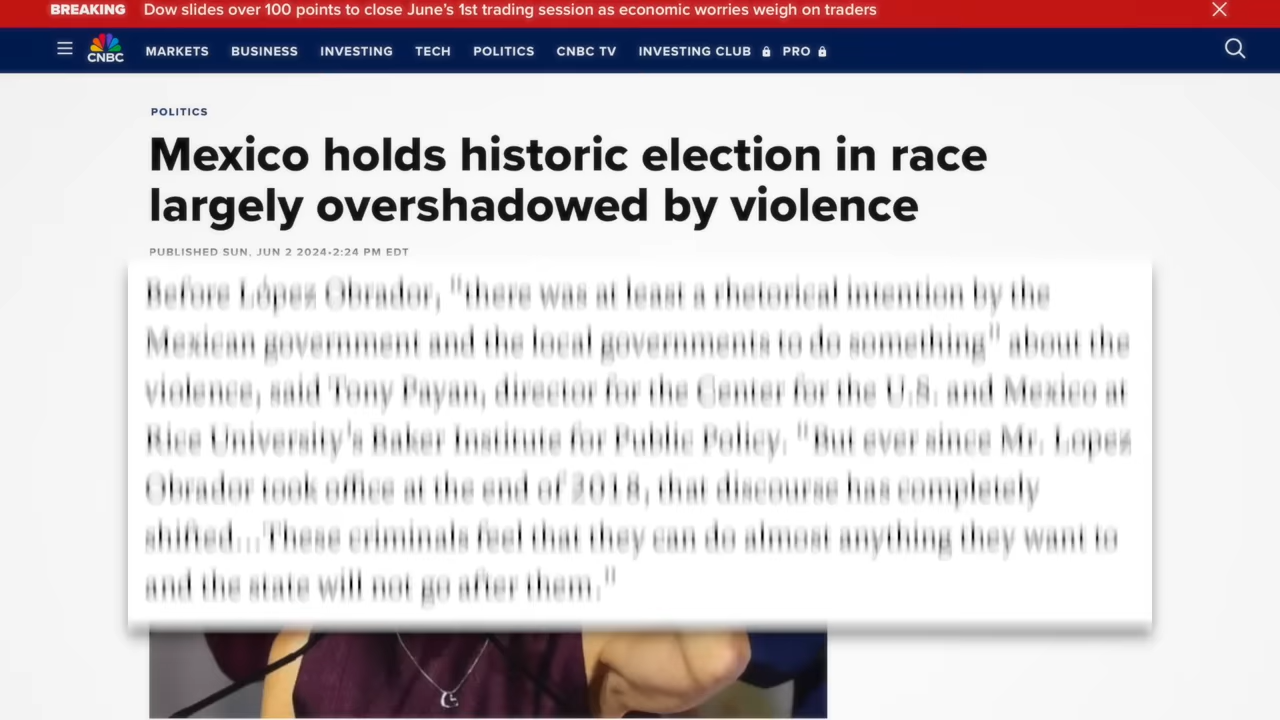 BREAKING Dow slides over 100 points to close June's 1st trading session as economic worries weigh on traders
CNBC MARKETS BUSINESS INVESTING TECH POLITICS CNBC TV INVESTING CLUB PRO
POLITICS
Mexico holds historic election in race
largely overshadowed by violence
PUBLISHED SUN, JUN 2 2024•2:24 PM EDT
Before López Obrador, "there was at least a rhetorical intention by the
Mexican government and the local governments to do something" about the
violence, said Tony Payan, director for the Center for the U.S. and Mexico at
Rice University's Baker Institute for Public Policy. "But ever since Mr. Lopez
Obrador took office at the end of 2018, that discourse has completely
shifted...These criminals feel that they can do almost anything they want to
and the state will not go after them."